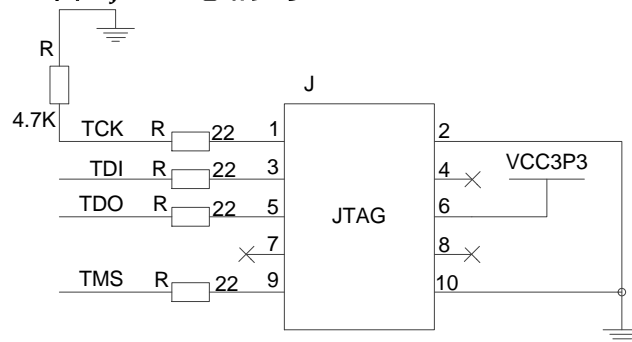 R
J
4.7K
TCK R 22 1
2
TDI R 22 3
4 VCC3P3
TDO R 22 5
JTAG
6
7
8
TMS R 22 9
10